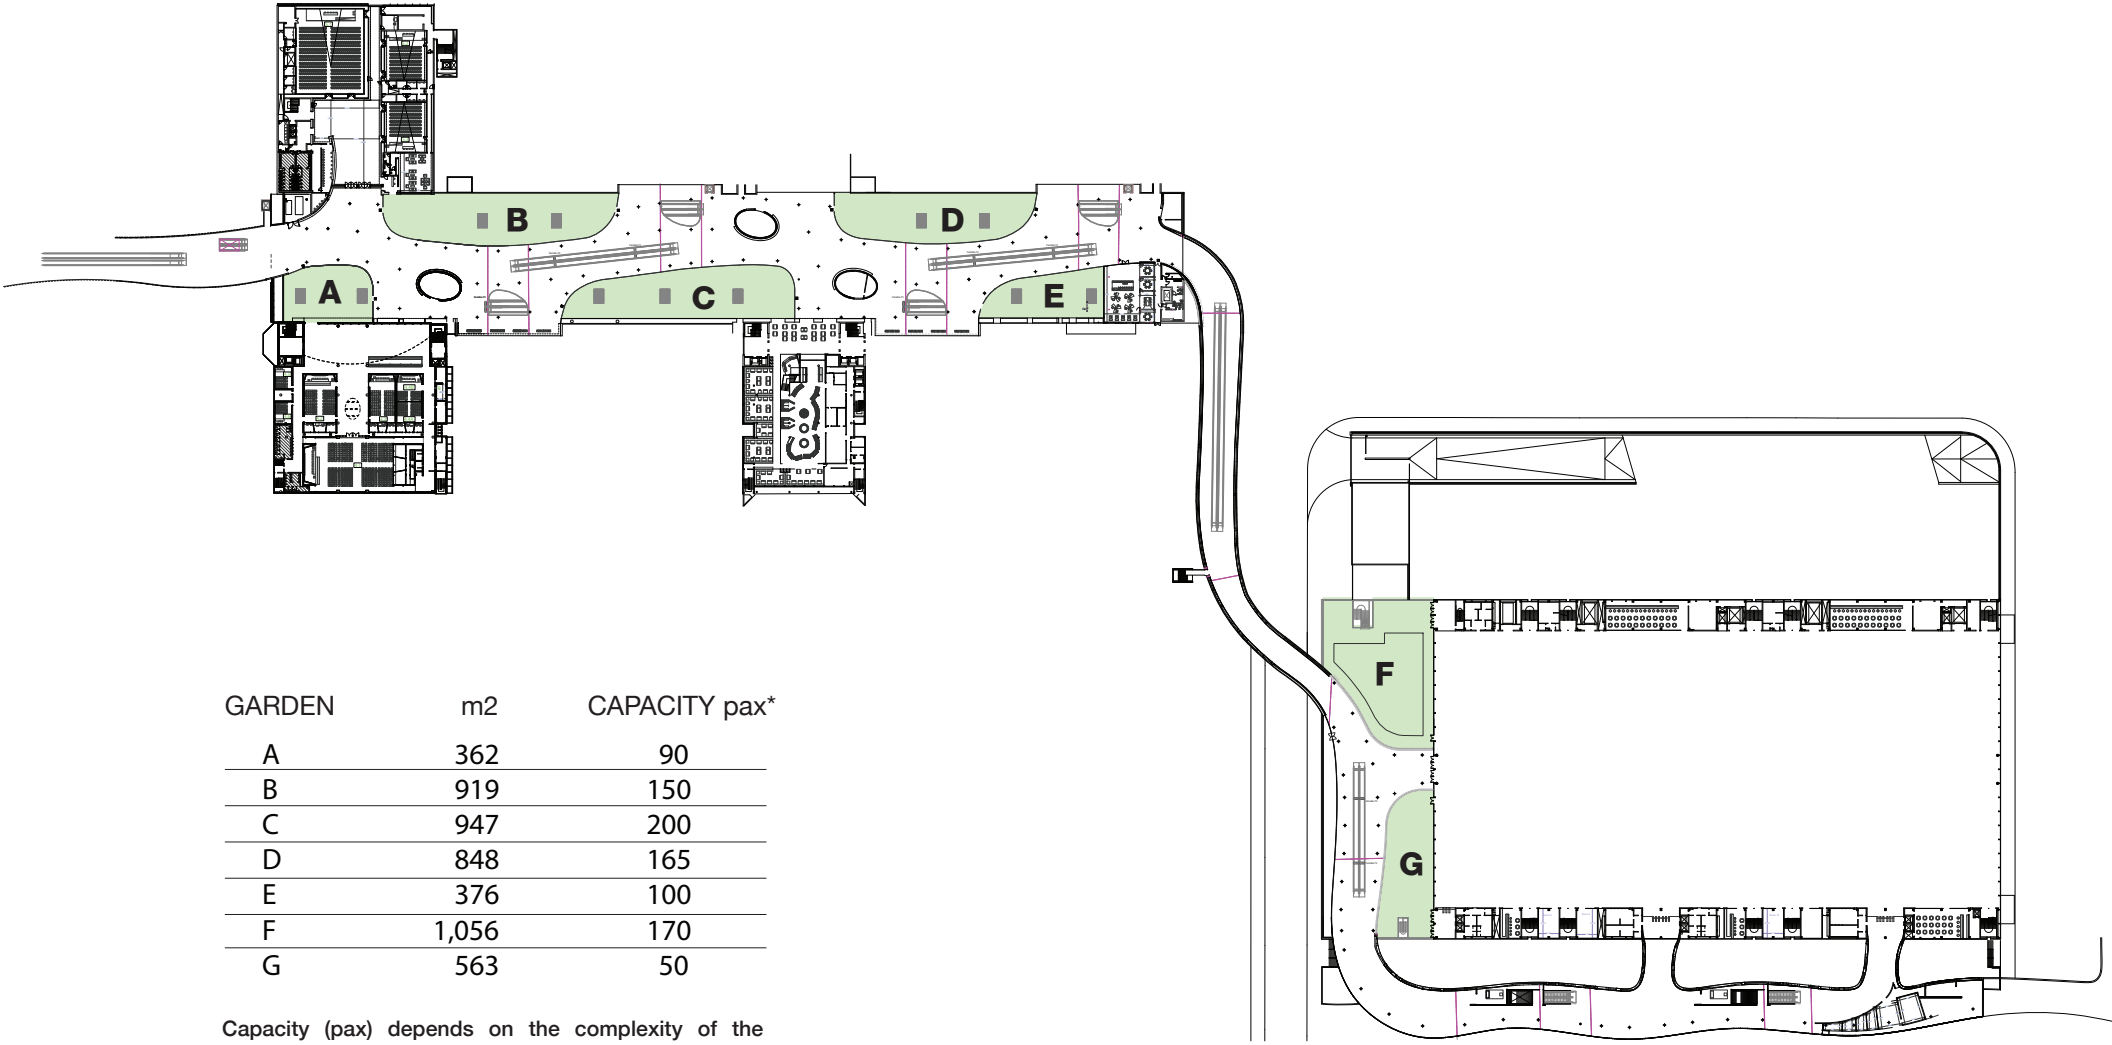 B
D
A
C
E
F
G
GARDEN m2 CAPACITY pax*
A 362 90
B 919 150
C 947 200
D 848 165
E 376 100
F 1,056 170
G 563 50
Capacity (pax) depends on the complexity of the